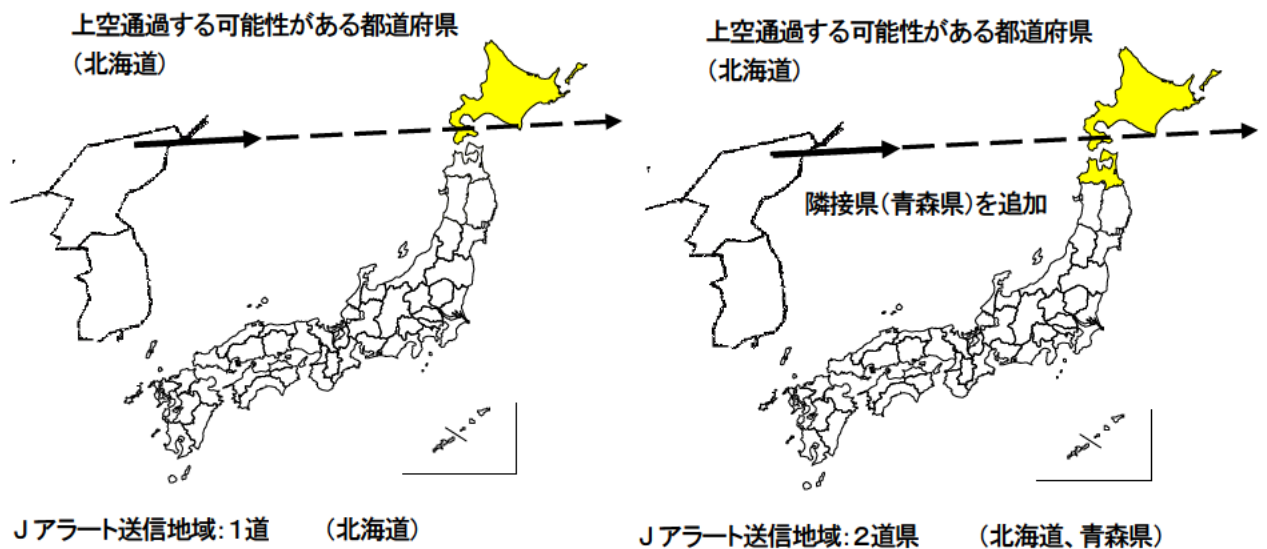 上空通過する可能性がある都道府県
（北海道）
Jアラート送信地域：１道　　（北海道）
上空通過する可能性がある都道府県
（北海道）
隣接県（青森県）を追加
Jアラート送信地域：２道県　　（北海道、青森県）